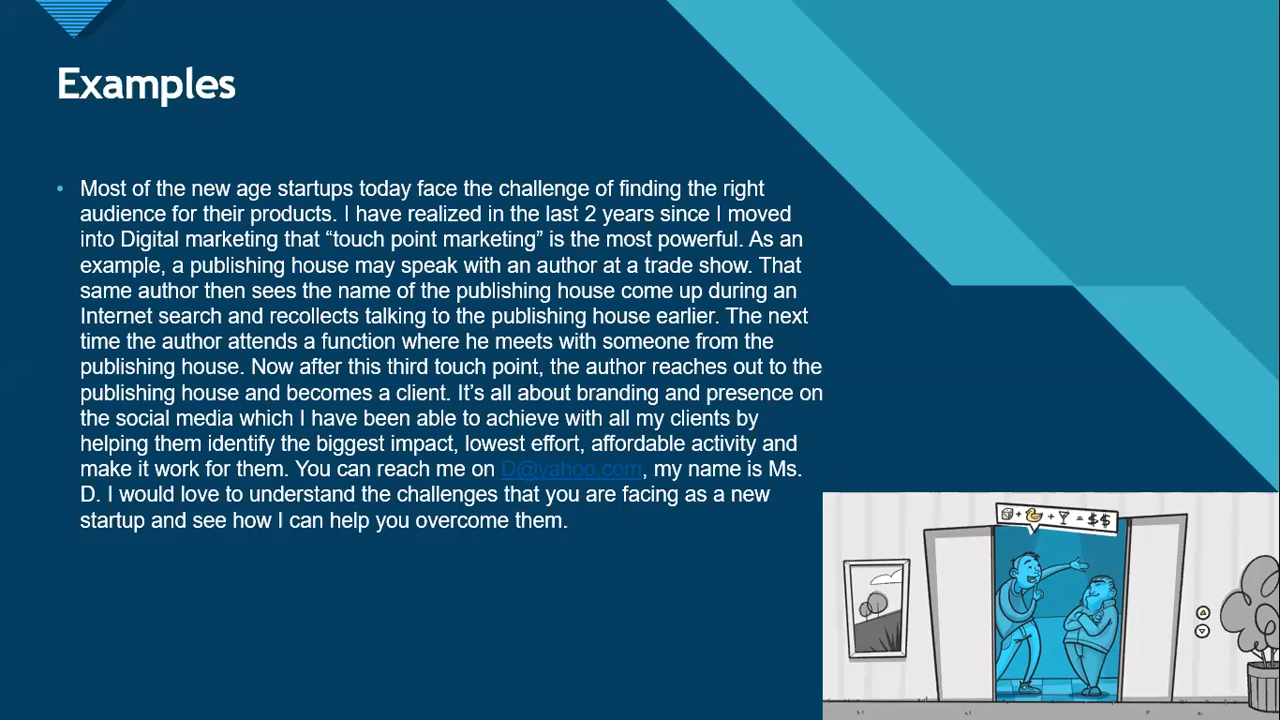 Examples
• Most of the new age startups today face the challenge of finding the right
audience for their products. I have realized in the last 2 years since I moved
into Digital marketing that “touch point marketing” is the most powerful. As an
example, a publishing house may speak with an author at a trade show. That
same author then sees the name of the publishing house come up during an
Internet search and recollects talking to the publishing house earlier. The next
time the author attends a function where he meets with someone from the
publishing house. Now after this third touch point, the author reaches out to the
publishing house and becomes a client. It’s all about branding and presence on
the social media which I have been able to achieve with all my clients by
helping them identify the biggest impact, lowest effort, affordable activity and
make it work for them. You can reach me on D@yahoo.com, my name is Ms.
D. I would love to understand the challenges that you are facing as a new
startup and see how I can help you overcome them.
+ + = $$